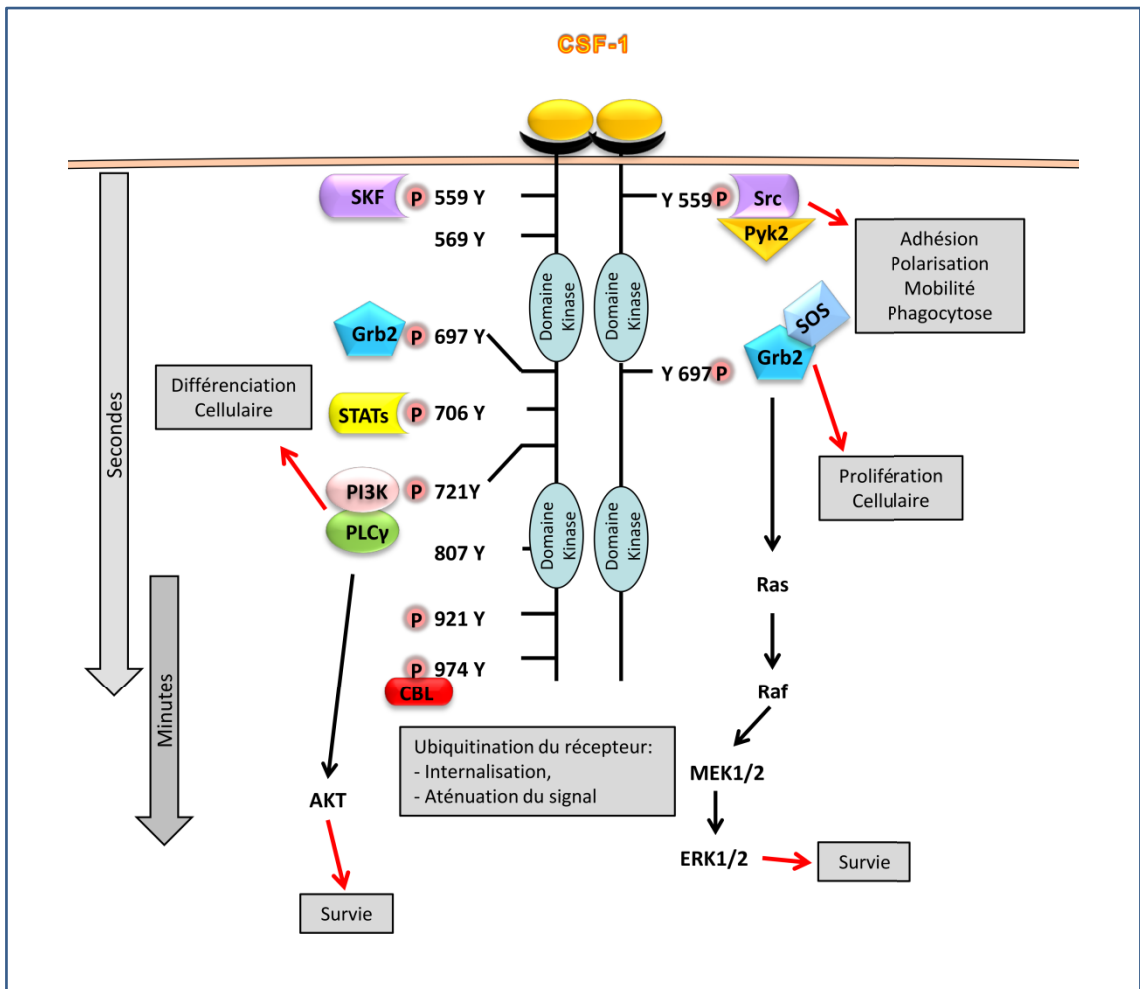 CSF-1
SKF P 559 Y
569 Y
Domaine
Kinase
Grb2 P 697 Y
STATs P 706 Y
PI3K P 721Y
PLCγ
Domaine
Kinase
807 Y
P 921 Y
P 974 Y
CBL
Différenciation
Cellulaire
Secondes
Minutes
AKT
Survie
Ubiquitination du récepteur:
- Internalisation,
- Aténuation du signal
Y 559 P Src
Pyk2
Adhésion
Polarisation
Mobilité
Phagocytose
Domaine
Kinase
SOS
Grb2
Y 697 P
Prolifération
Cellulaire
Domaine
Kinase
Ras
Raf
MEK1/2
ERK1/2
Survie